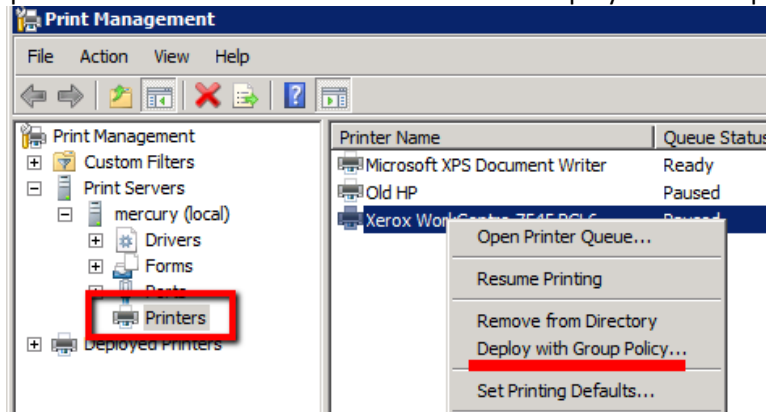 Print Management
File Action View Help
Print Management
Custom Filters
Print Servers
mercury (local)
Drivers
Forms
Printers
Deployed Printers
Printer Name Queue Status
Microsoft XPS Document Writer Ready
Old HP Paused
Xerox
Open Printer Queue...
Resume Printing
Remove from Directory
Deploy with Group Policy...
Set Printing Defaults...